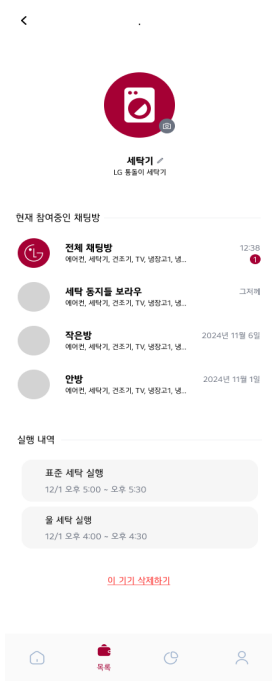 세탁기
LG 통돌이 세탁기
현재 참여중인 채팅방
전체 채팅방
12:38
에어컨, 세탁기, 건조기, TV, 냉장고1, 냉...
1
세탁 동지들 보라우
그저께
에어컨, 세탁기, 건조기, TV, 냉장고1, 냉...
작은방
2024년 11월 6일
에어컨, 세탁기, 건조기, TV, 냉장고1, 냉...
안방
2024년 11월 1일
에어컨, 세탁기, 건조기, TV, 냉장고1, 냉...
실행 내역
표준 세탁 실행
12/1 오후 5:00 ~ 오후 5:30
울 세탁 실행
12/1 오후 4:00 ~ 오후 4:30
이 기기 삭제하기
목록